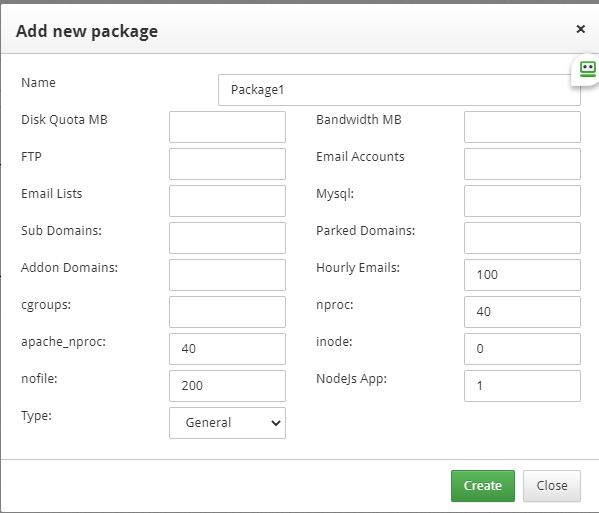 Add new package ×
Name Package1
Disk Quota MB Bandwidth MB
FTP Email Accounts
Email Lists Mysql:
Sub Domains: Parked Domains:
Addon Domains: Hourly Emails: 100
cgroups: nproc: 40
apache_nproc: 40 inode: 0
nofile: 200 NodeJs App: 1
Type: General
Create Close